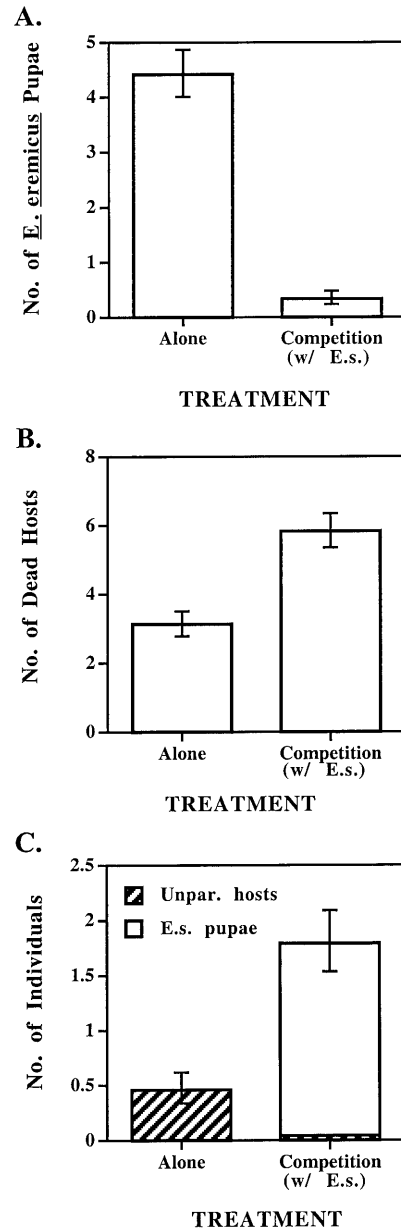 A.
No. of E. eremicus Pupae
5
4
3
2
1
0
Alone
Competition
(w/ E.s.)
TREATMENT
B.
No. of Dead Hosts
8
6
4
2
0
Alone
Competition
(w/ E.s.)
TREATMENT
C.
No. of Individuals
2.5
2
1.5
1
0.5
0
Unpar. hosts
E.s. pupae
Alone
Competition
(w/ E.s.)
TREATMENT